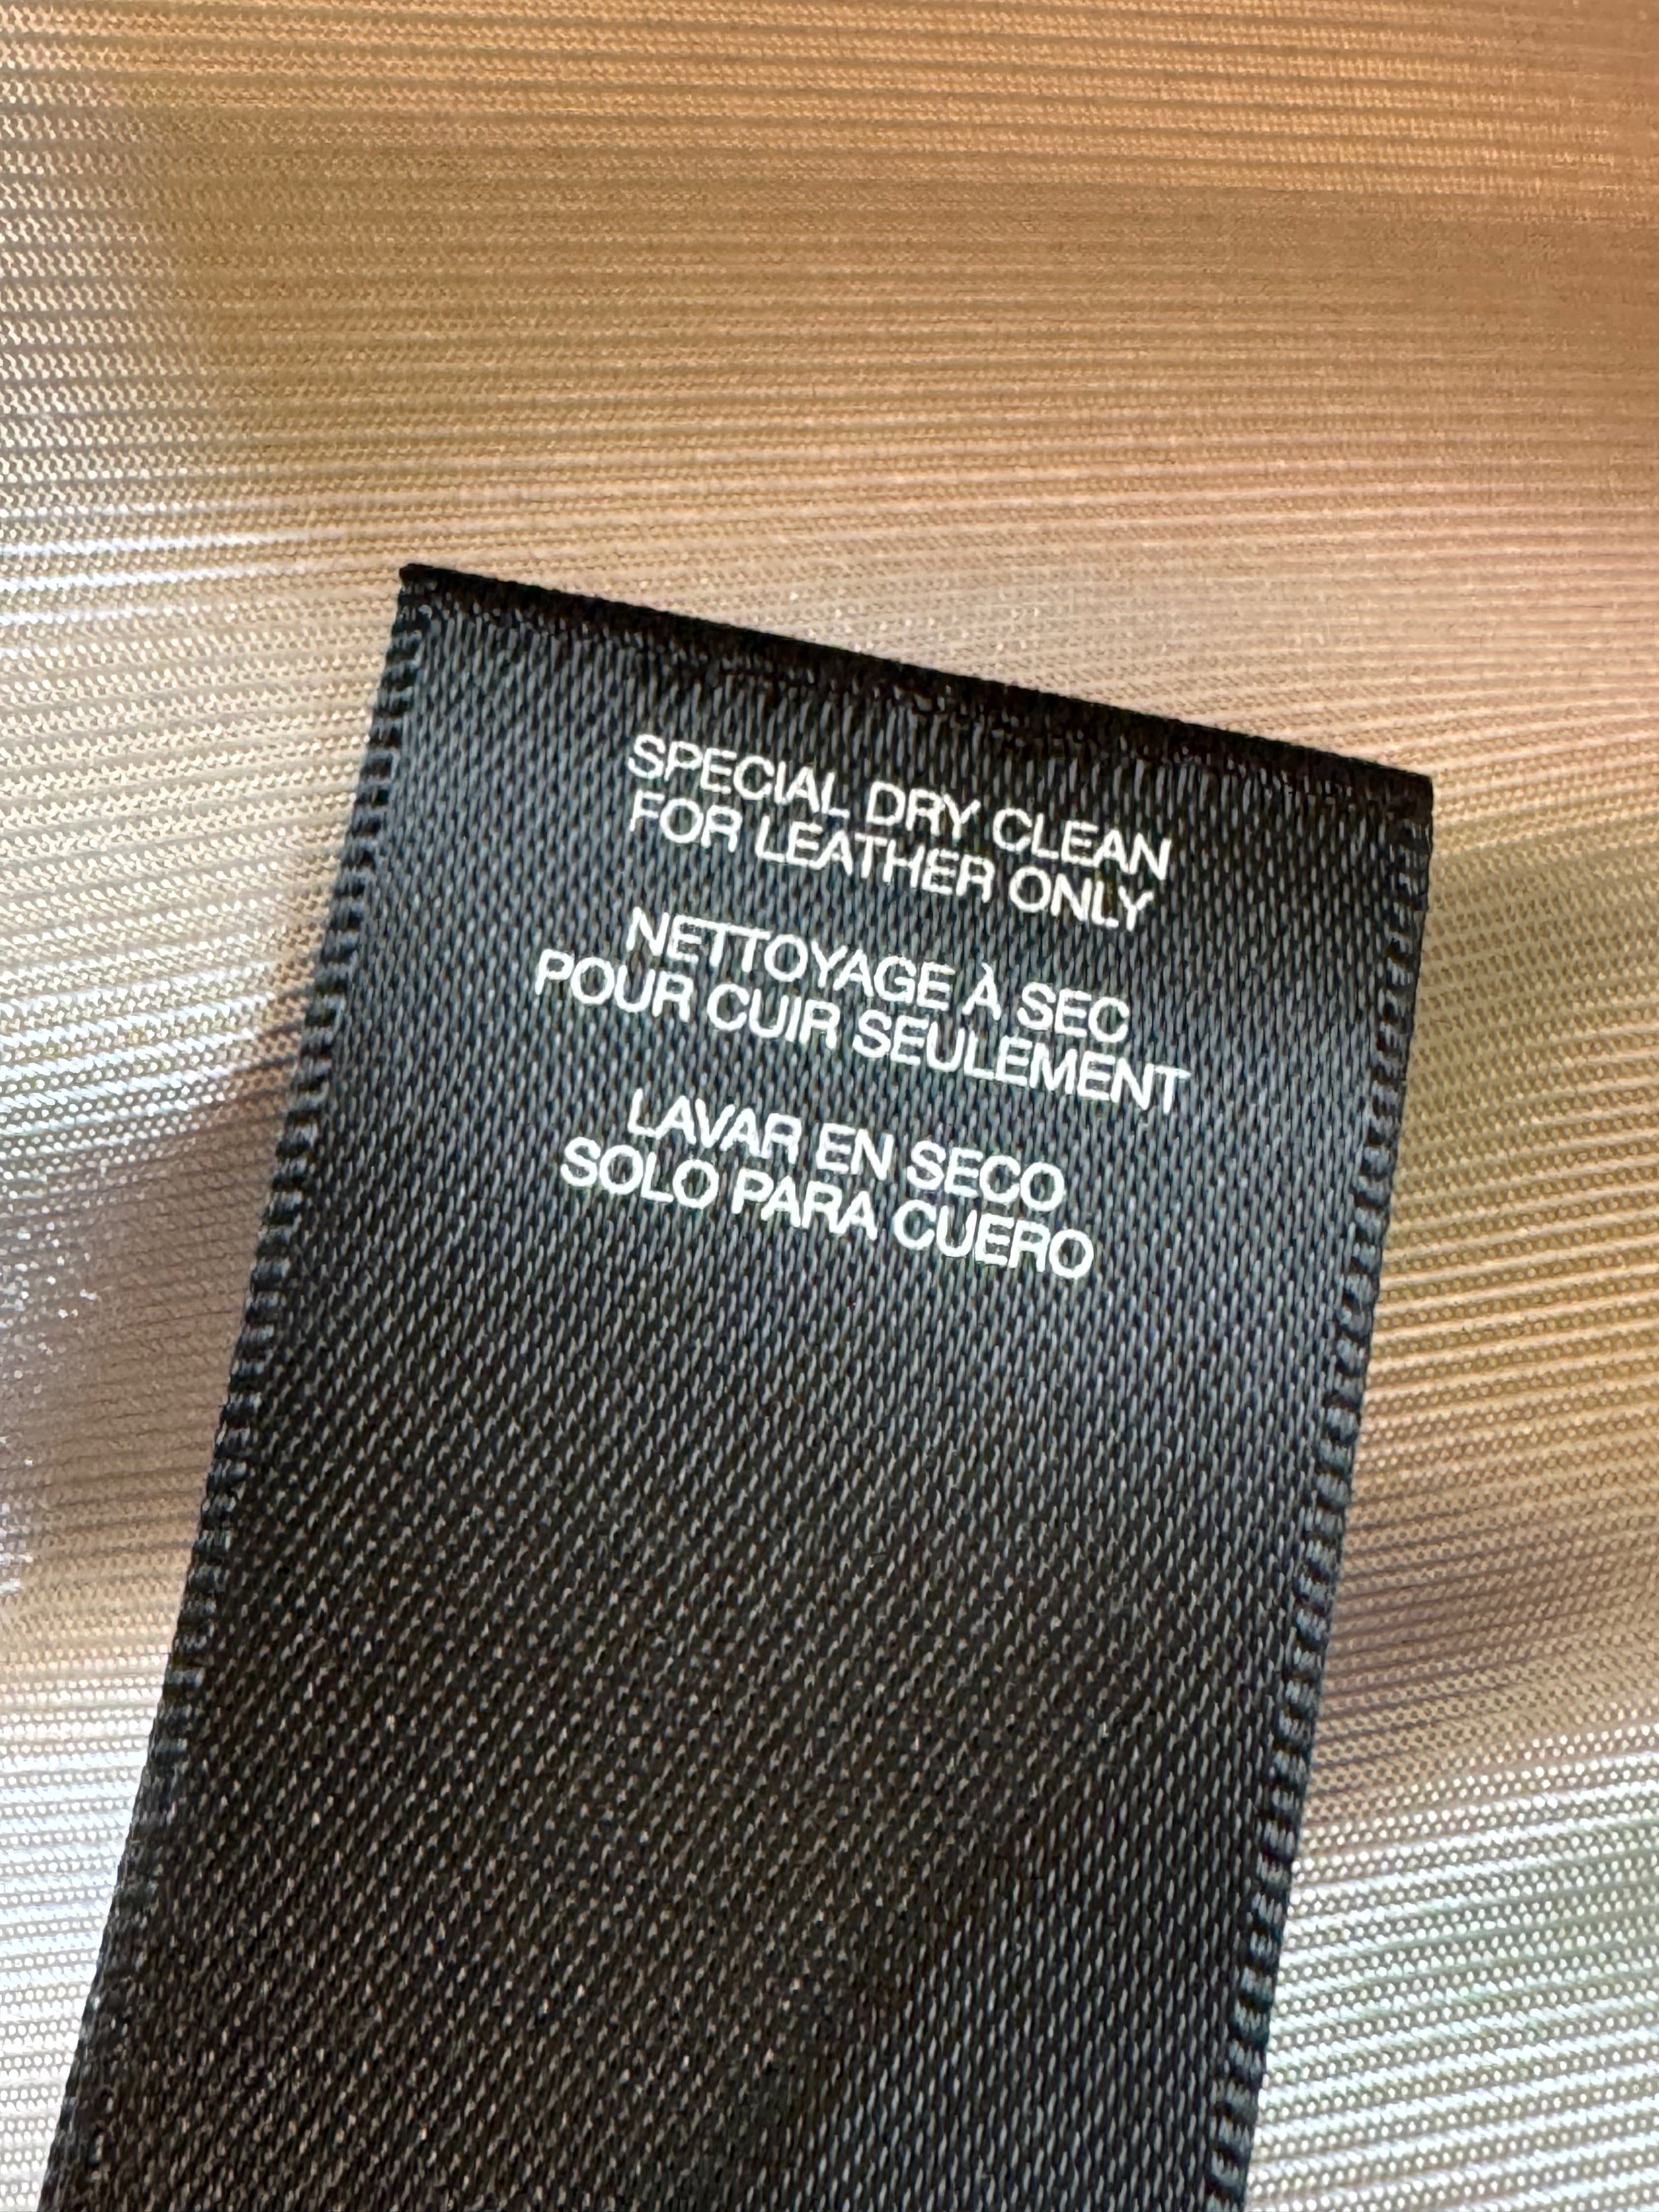 SPECIAL DRY CLEAN
FOR LEATHER ONLY
NETTOYAGE À SEC
POUR CUIR SEULEMENT
LAVAR EN SECO
SOLO PARA CUERO